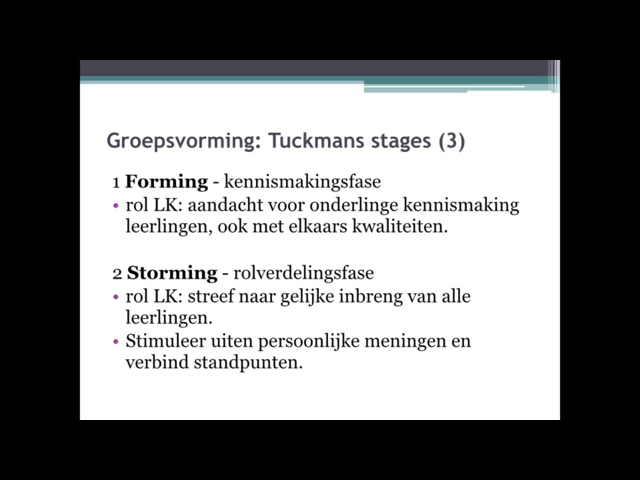 Groepsvorming: Tuckmans stages (3)
1 Forming - kennismakingsfase
• rol LK: aandacht voor onderlinge kennismaking
leerlingen, ook met elkaars kwaliteiten.
2 Storming - rolverdelingsfase
• rol LK: streef naar gelijke inbreng van alle
leerlingen.
• Stimuleer uiten persoonlijke meningen en
verbind standpunten.